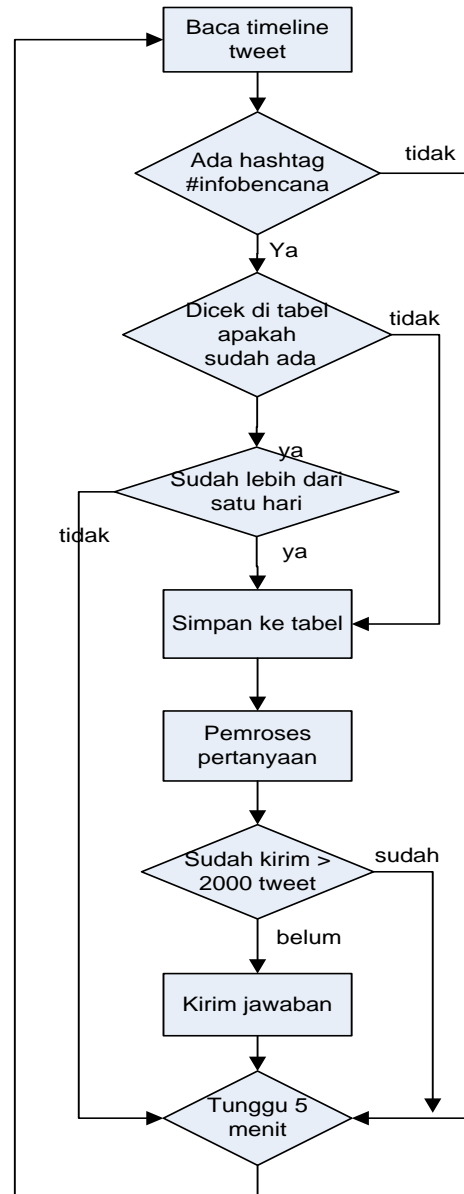 Baca timeline
tweet
Ada hashtag
#infobencana
tidak
Ya
Dicek di tabel
apakah
sudah ada
tidak
ya
Sudah lebih dari
satu hari
tidak
ya
Simpan ke tabel
Pemroses
pertanyaan
Sudah kirim >
2000 tweet
sudah
belum
Kirim jawaban
Tunggu 5
menit